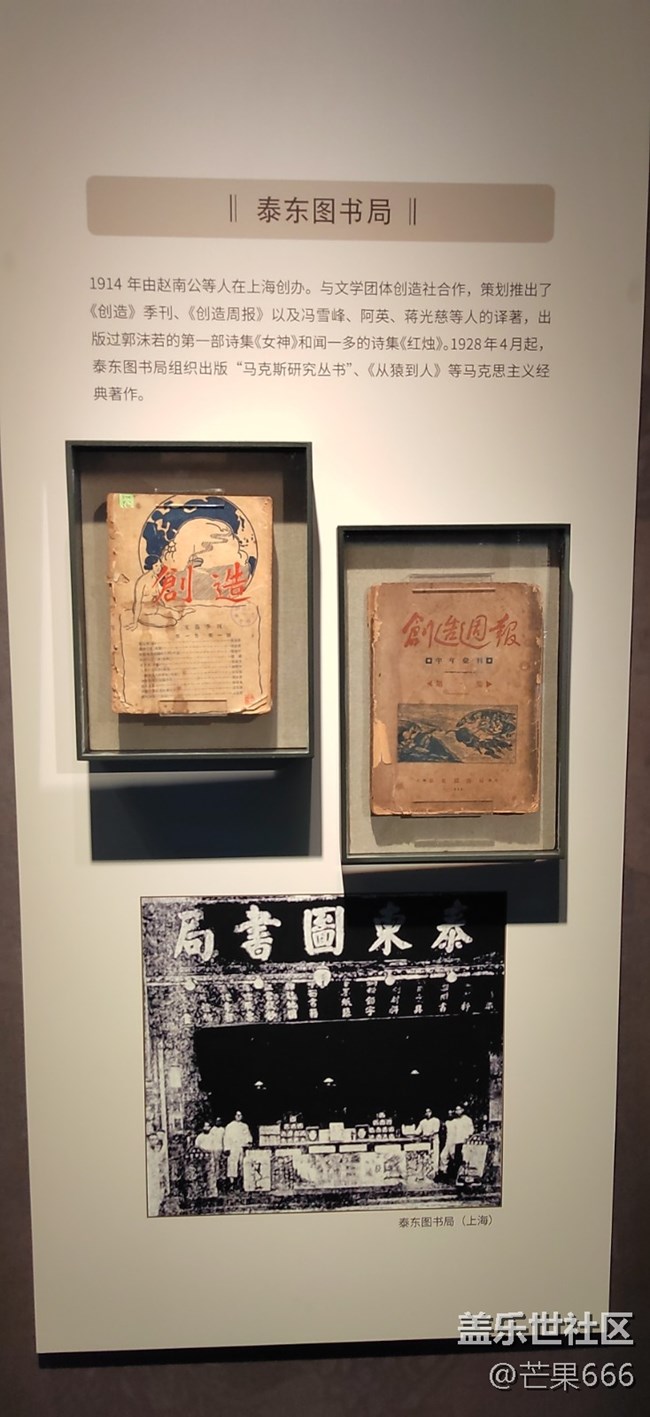 泰东图书局
1914 年由赵南公等人在上海创办。与文学团体创造社合作，策划推出了
《创造》季刊、《创造周报》以及冯雪峰、阿英、蒋光慈等人的译著，出
版过郭沫若的第一部诗集《女神》和闻一多的诗集《红烛》。1928年4月起，
泰东图书局组织出版“马克斯研究丛书”、《从猿到人》等马克思主义经
典著作。
創造
創造週報
局書圖東泰
泰东图书局（上海）
盖乐世社区
@芒果666